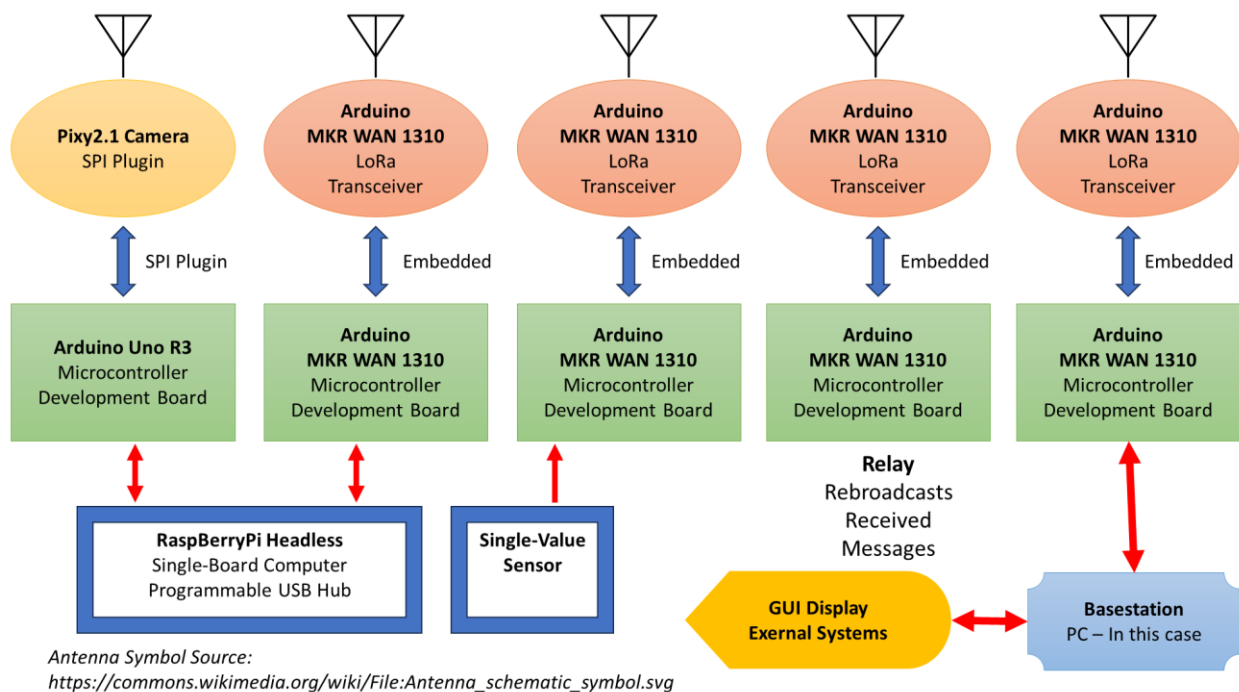 Pixy2.1 Camera
SPI Plugin
Arduino
MKR WAN 1310
LoRa
Transceiver
Arduino
MKR WAN 1310
LoRa
Transceiver
Arduino
MKR WAN 1310
LoRa
Transceiver
Arduino
MKR WAN 1310
LoRa
Transceiver
SPI Plugin
Embedded
Embedded
Embedded
Embedded
Arduino Uno R3
Microcontroller
Development Board
Arduino
MKR WAN 1310
Microcontroller
Development Board
Arduino
MKR WAN 1310
Microcontroller
Development Board
Arduino
MKR WAN 1310
Microcontroller
Development Board
Arduino
MKR WAN 1310
Microcontroller
Development Board
RaspBerryPi Headless
Single-Board Computer
Programmable USB Hub
Single-Value
Sensor
Relay
Rebroadcasts
Received
Messages
GUI Display
Exernal Systems
Basestation
PC – In this case
Antenna Symbol Source:
https://commons.wikimedia.org/wiki/File:Antenna_schematic_symbol.svg